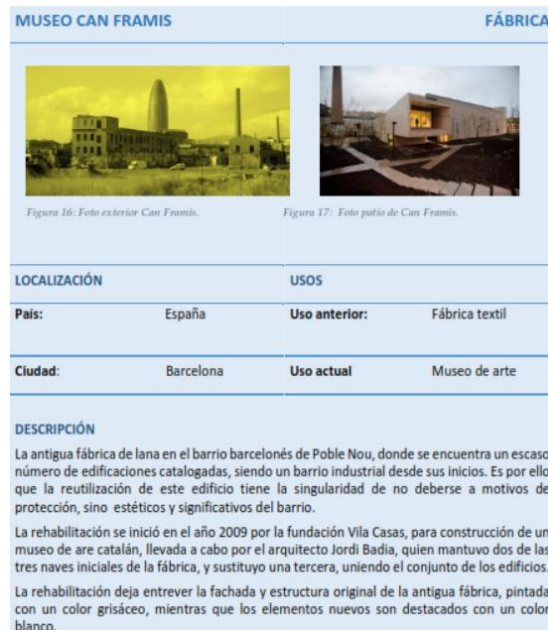 MUSEO CAN FRAMIS FÁBRICA
Figura 16: Foto exterior Can Framis. Figura 17: Foto patio de Can Framis.
LOCALIZACIÓN USOS
País: España Uso anterior: Fábrica textil
Ciudad: Barcelona Uso actual Museo de arte
DESCRIPCIÓN
La antigua fábrica de lana en el barrio barcelonés de Poble Nou, donde se encuentra un escaso
número de edificaciones catalogadas, siendo un barrio industrial desde sus inicios. Es por ello
que la reutilización de este edificio tiene la singularidad de no deberse a motivos de
protección, sino estéticos y significativos del barrio.
La rehabilitación se inició en el año 2009 por la fundación Vila Casas, para construcción de un
museo de are catalán, llevada a cabo por el arquitecto Jordi Badia, quien mantuvo dos de las
tres naves iniciales de la fábrica, y sustituyo una tercera, uniendo el conjunto de los edificios.
La rehabilitación deja entrever la fachada y estructura original de la antigua fábrica, pintada
con un color grisáceo, mientras que los elementos nuevos son destacados con un color
blanco.